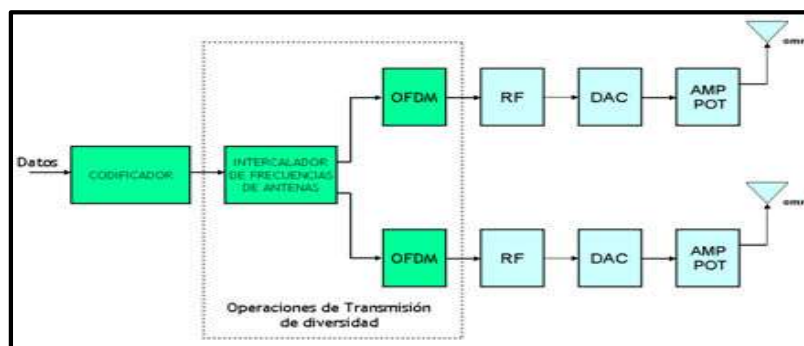 Datos
CODIFICADOR
INTERCALADOR
DE FRECUENCIAS
DE ANTENAS
OFDM
RF
DAC
AMP
POT
OFDM
RF
DAC
AMP
POT
Operaciones de Transmisión
de diversidad